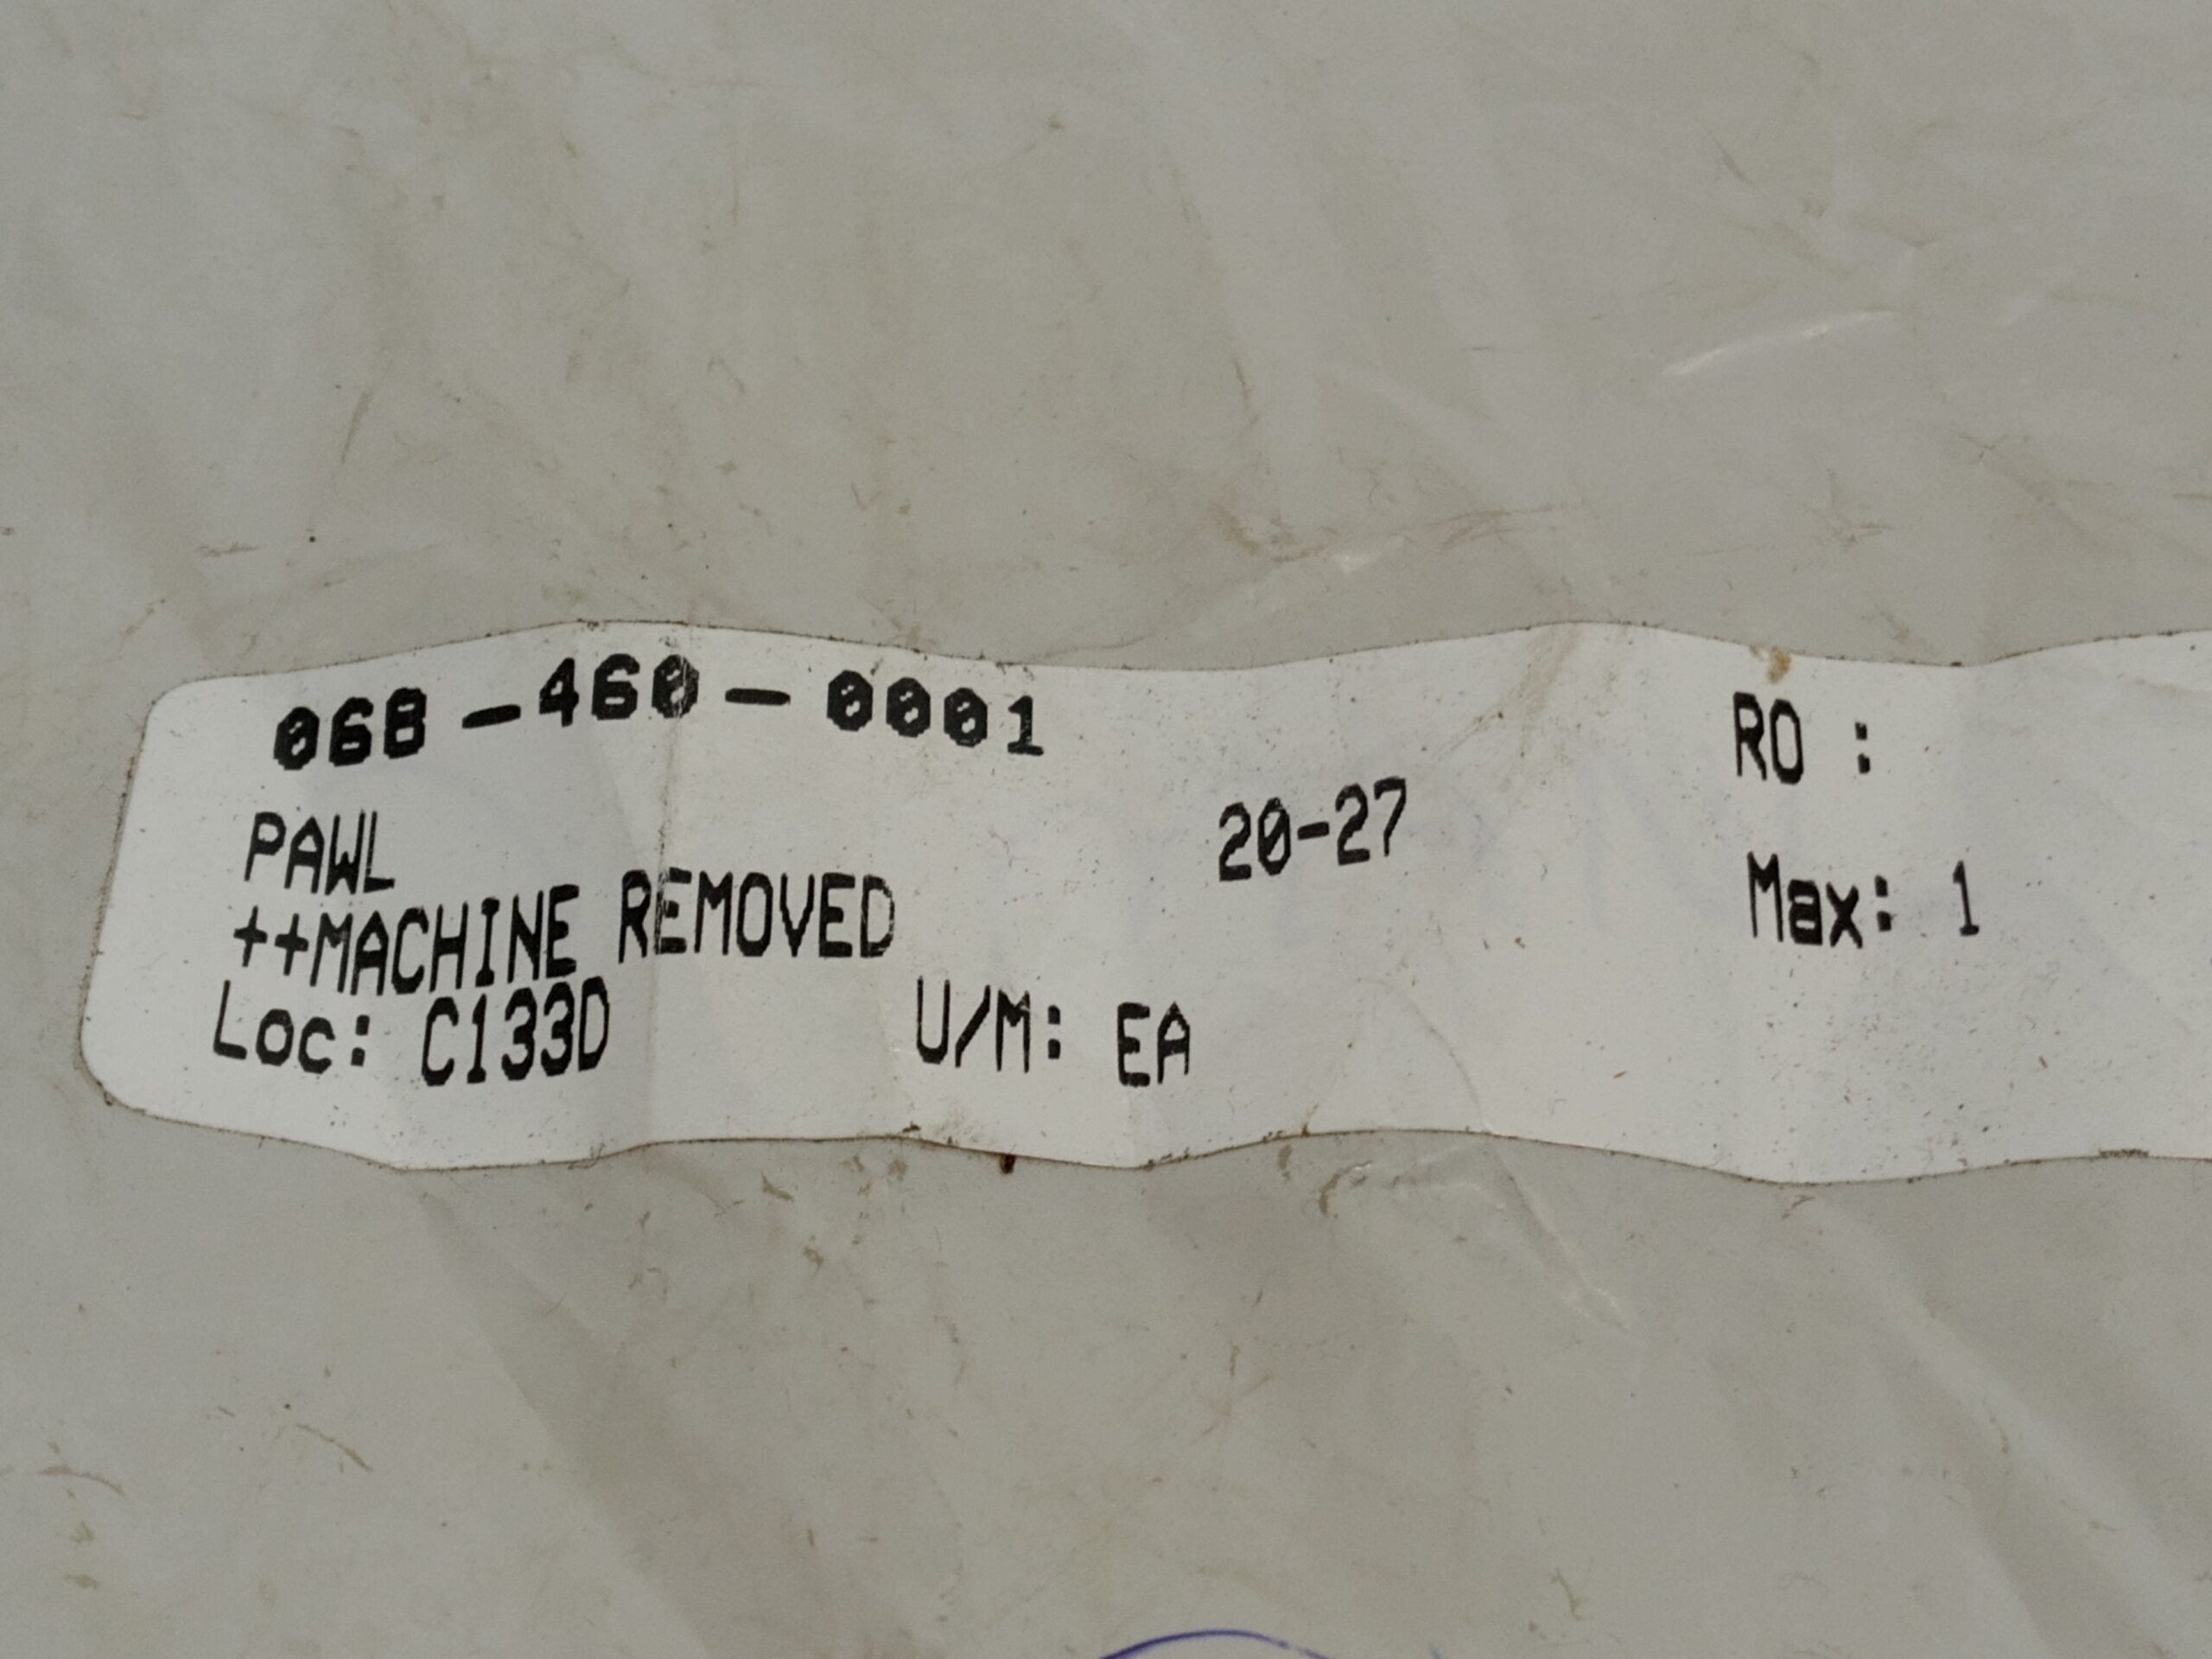 068-460-0001 RO :
PAWL 20-27
++MACHINE REMOVED Max: 1
Loc: C133D U/M: EA